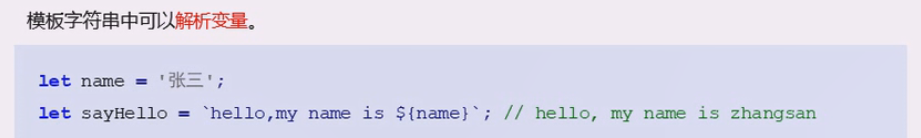 模板字符串中可以解析变量。
let name = '张三';
let sayHello = `hello,my name is ${name}`; // hello, my name is zhangsan